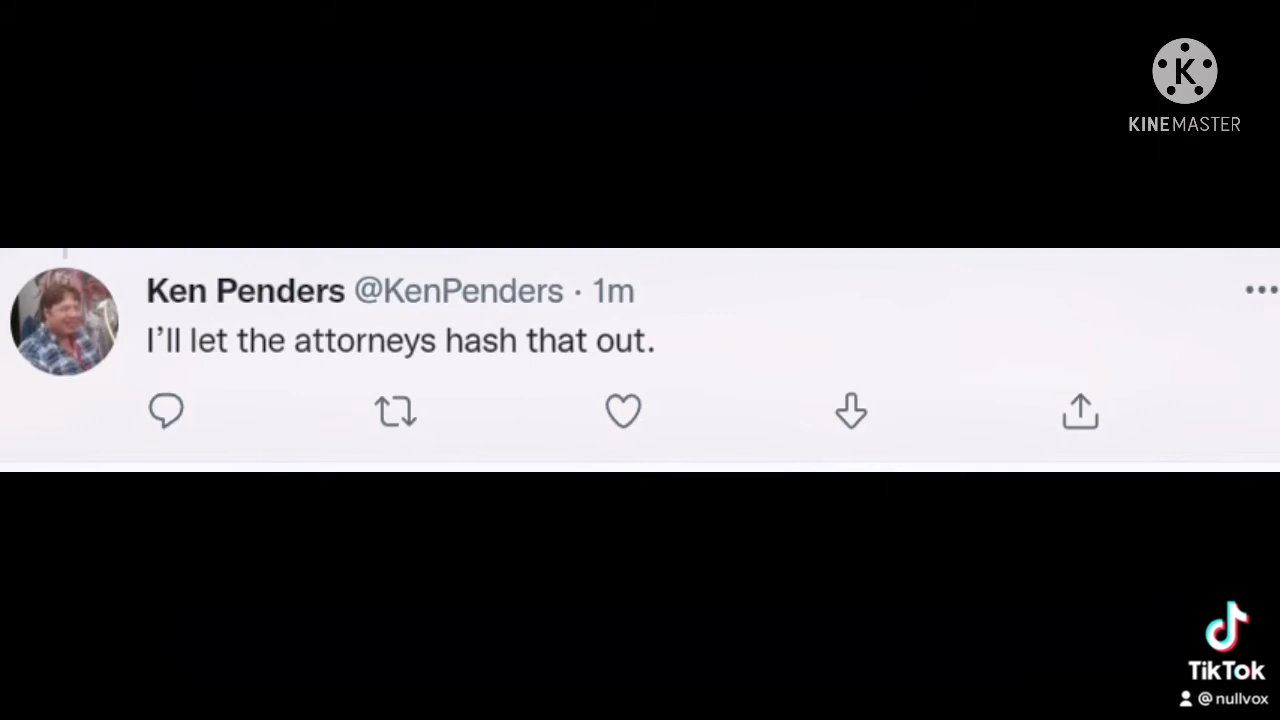 K
KINEMASTER
Ken Penders @KenPenders · 1m
I’ll let the attorneys hash that out.
TikTok
@nullvox